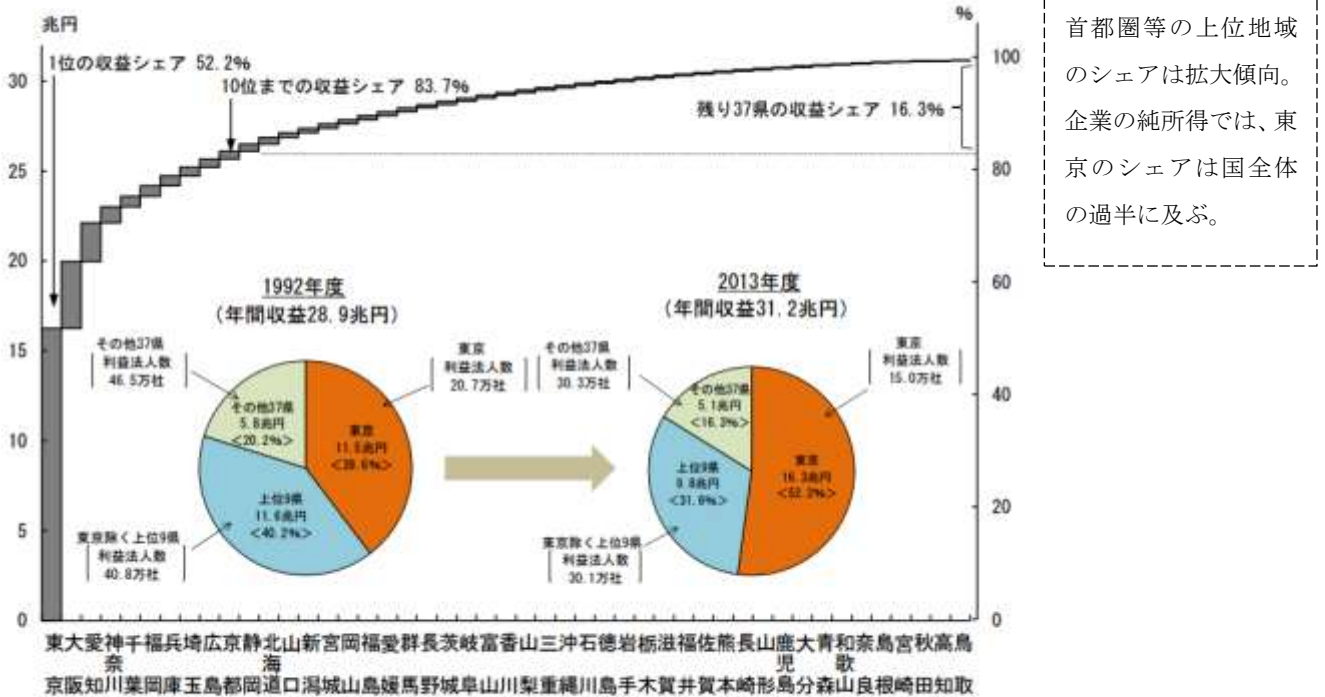 兆円
%
1位の収益シェア 52.2%
10位までの収益シェア 83.7%
残り37県の収益シェア 16.3%
30
25
20
15
10
5
0
100
80
60
40
20
0
首都圏等の上位地域
のシェアは拡大傾向。
企業の純所得では、東
京のシェアは国全体
の過半に及ぶ。
1992年度
(年間収益28.9兆円)
その他37県
利益法人数
46.5万社
東京
利益法人数
20.7万社
その他37県
5.8兆円
<20.2%>
東京
11.5兆円
<39.6%>
上位9県
11.6兆円
<40.2%>
東京除く上位9県
利益法人数
40.8万社
2013年度
(年間収益31.2兆円)
その他37県
利益法人数
30.3万社
東京
利益法人数
15.0万社
その他37県
5.1兆円
<16.3%>
東京
16.3兆円
<52.2%>
上位9県
9.8兆円
東京除く上位9県
利益法人数
30.1万社
東京 大阪 愛知 神奈川 千葉 福岡 兵庫 埼玉 広島 京都 静岡 北海道 山口 新潟 宮城 岡山 福島 愛媛 群馬 長野 茨城 岐阜 富山 香川 山梨 三重 沖縄 石川 徳島 岩手 栃木 滋賀 福井 佐賀 熊本 長崎 山形 鹿児島 大分 青森 和歌山 奈良 島根 宮崎 秋田 高知 鳥取